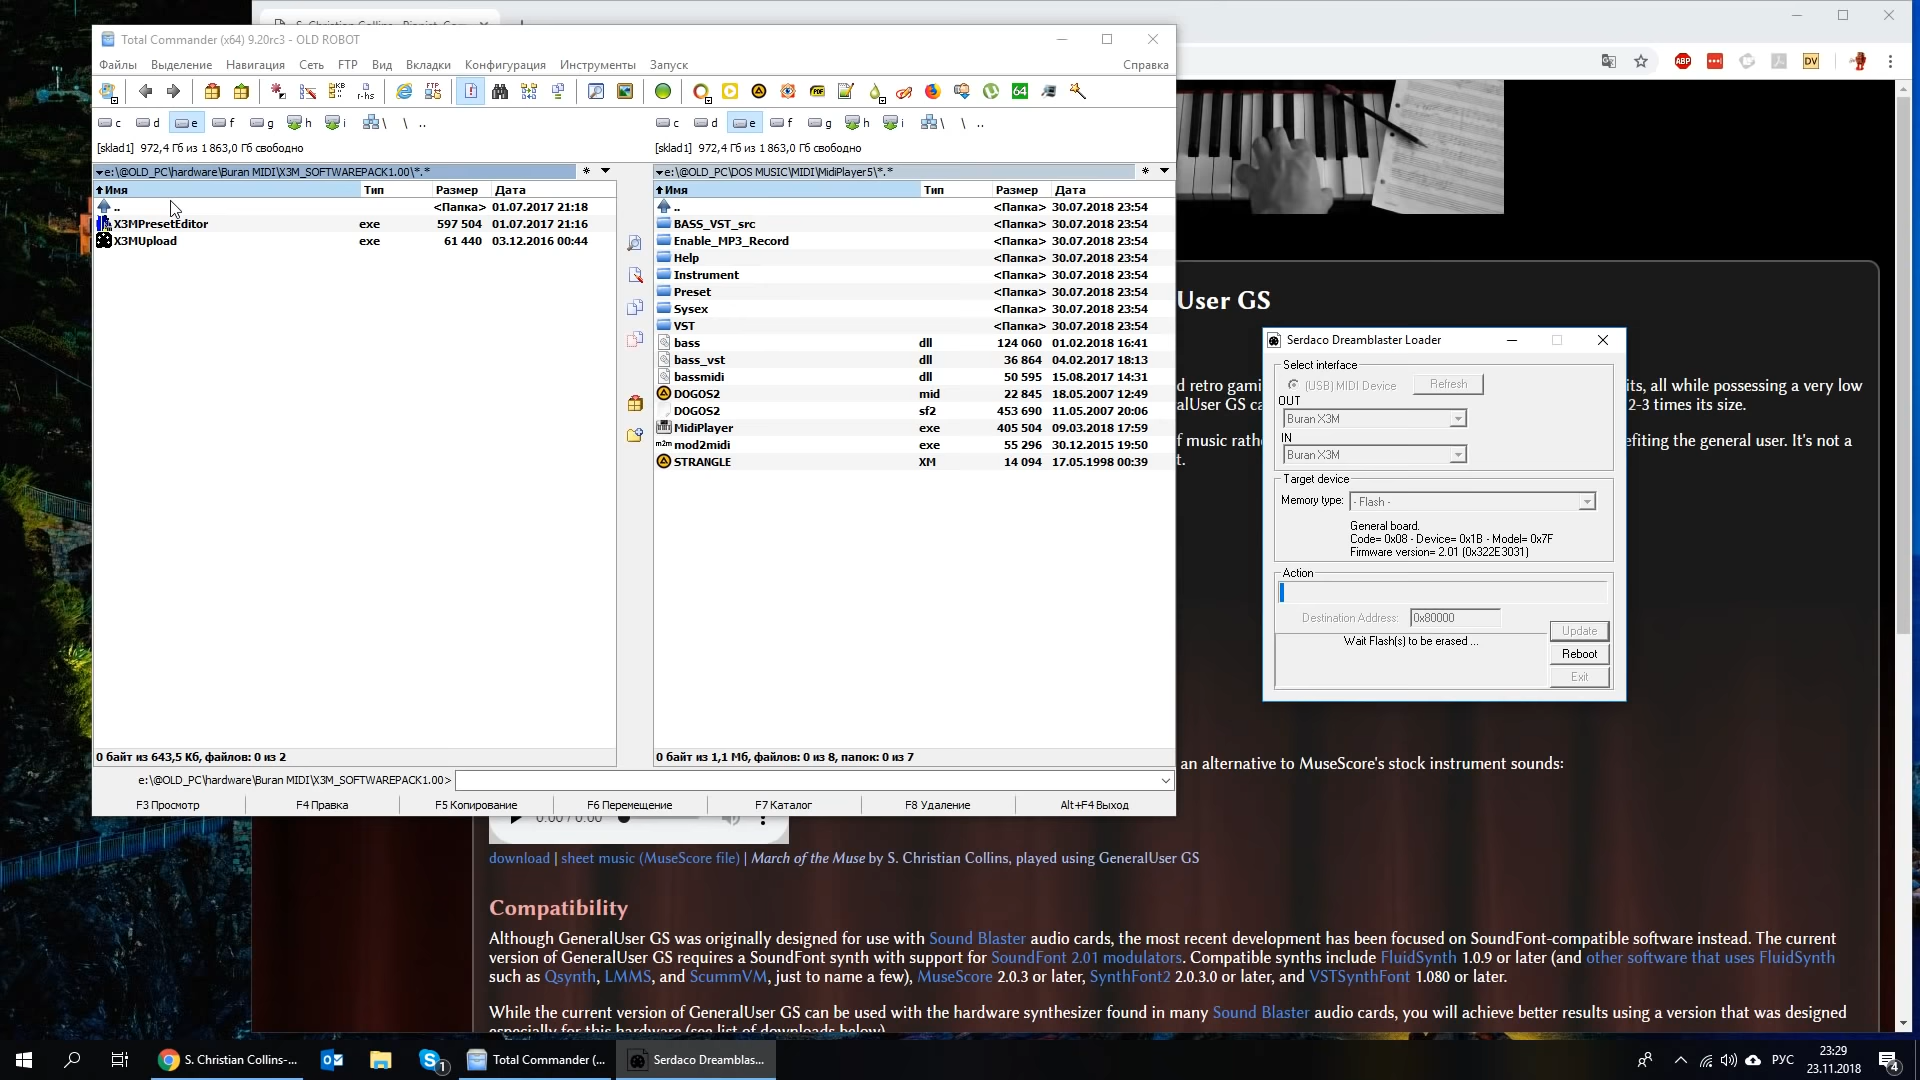 Total Commander (x64) 9.20rc3 - OLD ROBOT
Файлы Выделение Навигация Сеть FTP Вид Вкладки Конфигурация Инструменты Запуск Справка
ABP DV
KB r-hs FTP PDF 64
c d e f g h i \ \ ..
c d e f g h i \ \ ..
[sklad1] 972,4 Гб из 1 863,0 Гб свободно
[sklad1] 972,4 Гб из 1 863,0 Гб свободно
e:\@OLD_PC\hardware\Buran MIDI\X3M_SOFTWAREPACK1.00\*.* * ▼
Имя Тип Размер Дата
.. <Папка> 01.07.2017 21:18
X3MPresetEditor exe 597 504 01.07.2017 21:16
X3MUpload exe 61 440 03.12.2016 00:44
0 байт из 643,5 Кб, файлов: 0 из 2
e:\@OLD_PC\DOS MUSIC\MIDI\MidiPlayer5\*.* * ▼
Имя Тип Размер Дата
.. <Папка> 30.07.2018 23:54
BASS_VST_src <Папка> 30.07.2018 23:54
Enable_MP3_Record <Папка> 30.07.2018 23:54
Help <Папка> 30.07.2018 23:54
Instrument <Папка> 30.07.2018 23:54
Preset <Папка> 30.07.2018 23:54
Sysex <Папка> 30.07.2018 23:54
VST <Папка> 30.07.2018 23:54
bass dll 124 060 01.02.2018 16:41
bass_vst dll 36 864 04.02.2017 18:13
bassmidi dll 50 595 15.08.2017 14:31
DOGOS2 mid 22 845 18.05.2007 12:49
DOGOS2 sf2 453 690 11.05.2007 20:06
MidiPlayer exe 405 504 09.03.2018 17:59
m2m mod2midi exe 55 296 30.12.2015 19:50
STRANGLE XM 14 094 17.05.1998 00:39
0 байт из 1,1 Мб, файлов: 0 из 8, папок: 0 из 7
e:\@OLD_PC\hardware\Buran MIDI\X3M_SOFTWAREPACK1.00>
F3 Просмотр F4 Правка F5 Копирование F6 Перемещение F7 Каталог F8 Удаление Alt+F4 Выход
User GS
d retro gami
its, all while possessing a very low
alUser GS ca
2-3 times its size.
f music rathe
efiting the general user. It's not a
t.
Serdaco Dreamblaster Loader
Select interface
(USB) MIDI Device Refresh
OUT
Buran X3M
IN
Buran X3M
Target device
Memory type: - Flash -
General board.
Code= 0x08 - Device= 0x1B - Model= 0x7F
Firmware version= 2.01 (0x322E3031)
Action
Destination Address: 0x80000
Update
Wait Flash(s) to be erased ...
Reboot
Exit
an alternative to MuseScore's stock instrument sounds:
0:00 / 0:00
download | sheet music (MuseScore file) | March of the Muse by S. Christian Collins, played using GeneralUser GS
Compatibility
Although GeneralUser GS was originally designed for use with Sound Blaster audio cards, the most recent development has been focused on SoundFont-compatible software instead. The current
version of GeneralUser GS requires a SoundFont synth with support for SoundFont 2.01 modulators. Compatible synths include FluidSynth 1.0.9 or later (and other software that uses FluidSynth
such as Qsynth, LMMS, and ScummVM, just to name a few), MuseScore 2.0.3 or later, SynthFont2 2.0.3.0 or later, and VSTSynthFont 1.080 or later.
While the current version of GeneralUser GS can be used with the hardware synthesizer found in many Sound Blaster audio cards, you will achieve better results using a version that was designed
especially for this hardware (see list of downloads below).
S. Christian Collins-... 1 Total Commander (... Serdaco Dreamblas... РУС 23:29
23.11.2018 4